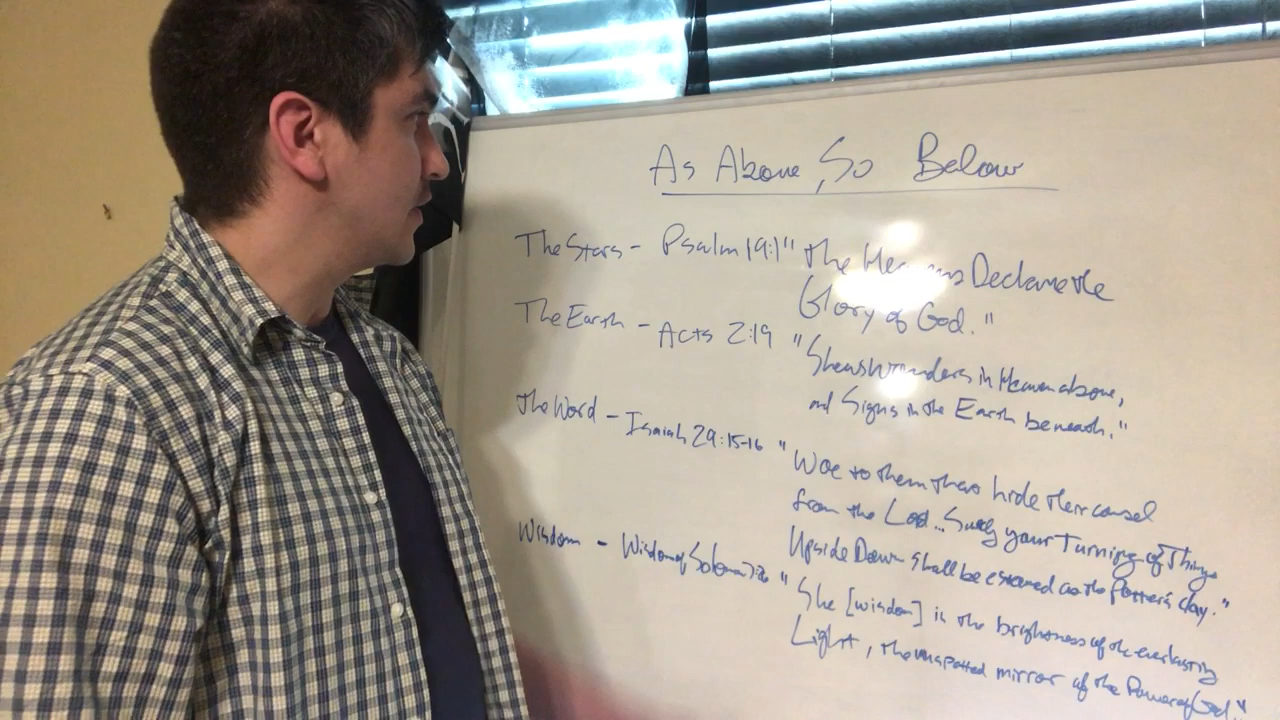 As Above, So Below
The Stars - Psalm 19:1 "The Heavens Declare the
Glory of God."
The Earth - Acts 2:19 "Shews Wonders in Heaven above,
and Signs in the Earth beneath."
The Word - Isaiah 29:15-16 "Woe to them that hide their counsel
from the Lord... Surely your Turning of Things
Upside Down shall be esteemed as the Potter's clay."
Wisdom - Wisdom of Solomon "She [wisdom] is the brightness of the everlasting
Light, the unspotted mirror of the Power of God."